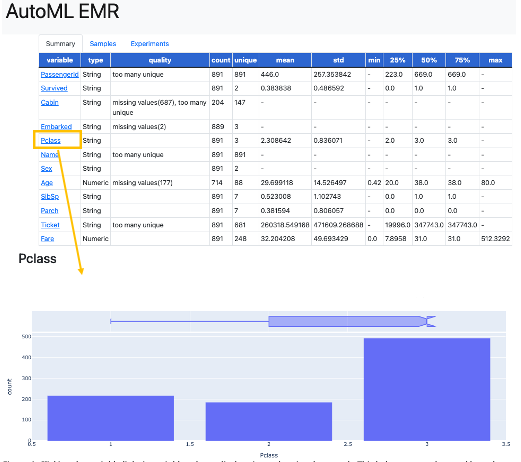 AutoML EMR
Summary Samples Experiments
variable type quality count unique mean std min 25% 50% 75% max
PassengerId String too many unique 891 891 446.0 257.353842 - 223.0 669.0 669.0 -
Survived String 891 2 0.383838 0.486592 - 0.0 1.0 1.0 -
Cabin String missing values(687), too many 204 147 - - - - - - -
unique
Embarked String missing values(2) 889 3 - - - - - - -
Pclass String 891 3 2.308642 0.836071 - 2.0 3.0 3.0 -
Name String too many unique 891 891 - - - - - - -
Sex String 891 2 - - - - - - -
Age Numeric missing values(177) 714 88 29.699118 14.526497 0.42 20.0 38.0 38.0 80.0
SibSp String 891 7 0.523008 1.102743 - 0.0 1.0 1.0 -
Parch String 891 7 0.381594 0.806057 - 0.0 0.0 0.0 -
Ticket String too many unique 891 681 260318.549168 471609.268688 - 19996.0 347743.0 347743.0 -
Fare Numeric 891 248 32.204208 49.693429 0.0 7.8958 31.0 31.0 512.3292
Pclass
500
400
300
200
100
0
count
0.5 1 1.5 2 2.5 3 3.5
Pclass